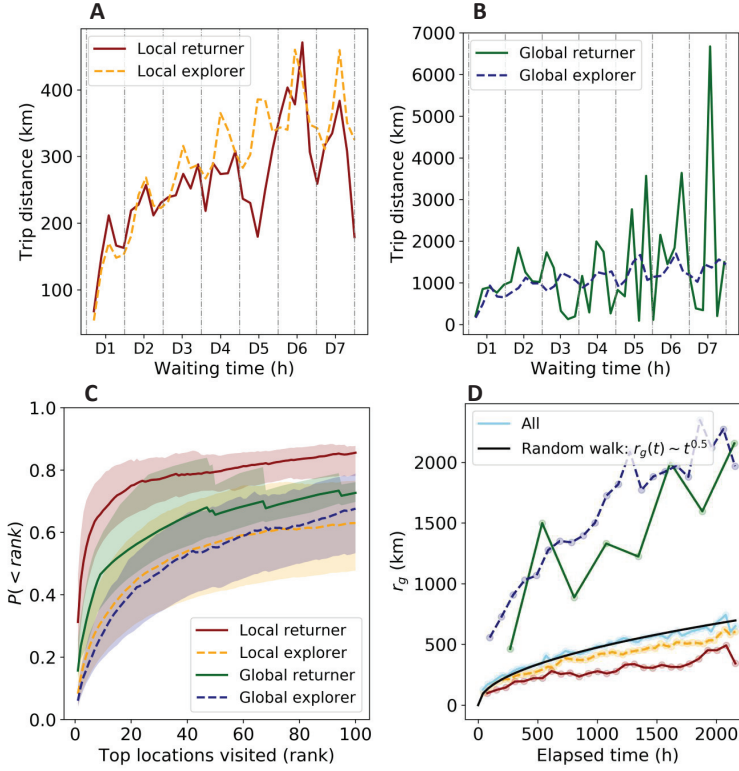 A
Local returner
Local explorer
400
300
200
100
Trip distance (km)
D1 D2 D3 D4 D5 D6 D7
Waiting time (h)
B
Global returner
Global explorer
7000
6000
5000
4000
3000
2000
1000
0
Trip distance (km)
D1 D2 D3 D4 D5 D6 D7
Waiting time (h)
C
1.0
0.8
0.6
0.4
0.2
0.0
P(<rank)
Local returner
Local explorer
Global returner
Global explorer
0 20 40 60 80 100
Top locations visited (rank)
D
All
Random walk: r_g(t) ~ t^0.5
2000
1500
1000
500
0
r_g (km)
0 500 1000 1500 2000
Elapsed time (h)